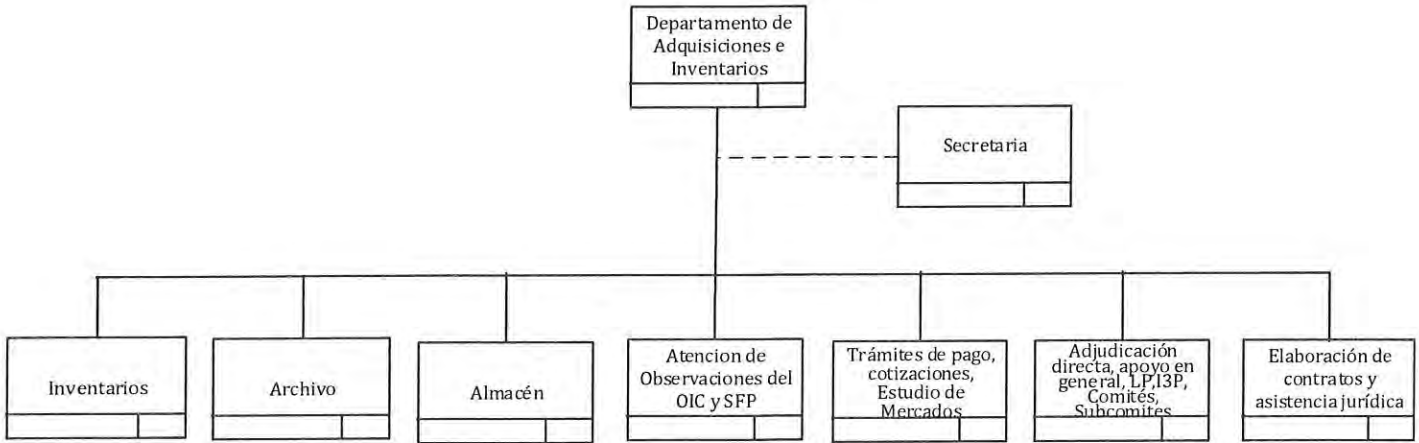 Departamento de
Adquisiciones e
Inventarios
Secretaria
Inventarios
Archivo
Almacén
Atencion de
Observaciones del
OIC y SFP
Trámites de pago,
cotizaciones,
Estudio de
Mercados
Adjudicación
directa, apoyo en
general, LP,I3P,
Comités,
Subcomites
Elaboración de
contratos y
asistencia jurídica